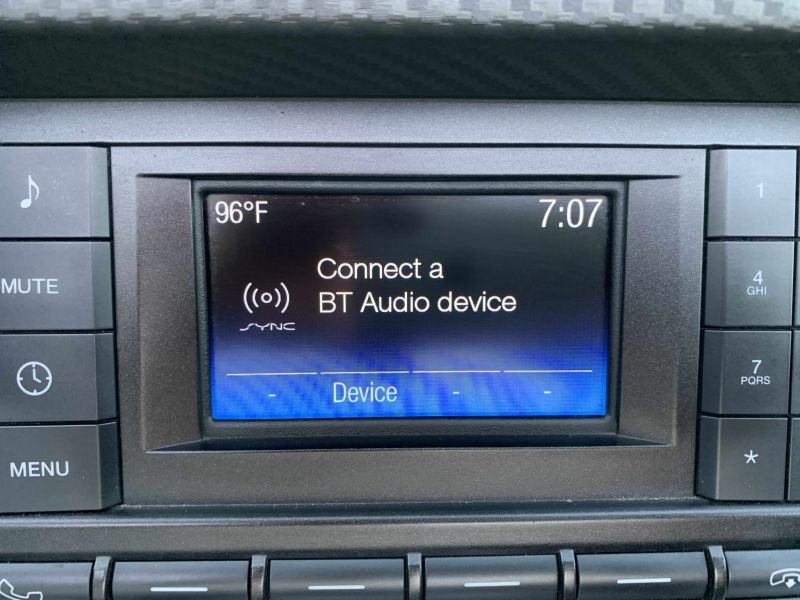 96°F 7:07
Connect a
BT Audio device
SYNC
- Device - -
MUTE
MENU
1
4
GHI
7
PQRS
*